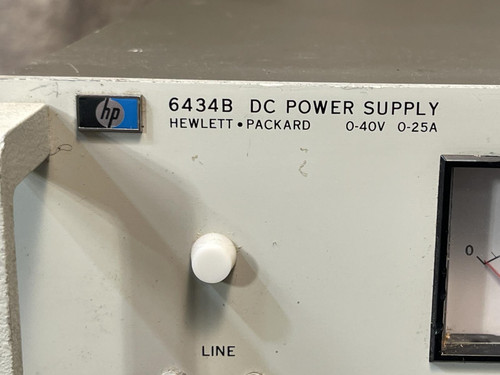 hp
6434B DC POWER SUPPLY
HEWLETT • PACKARD 0-40V 0-25A
0
LINE